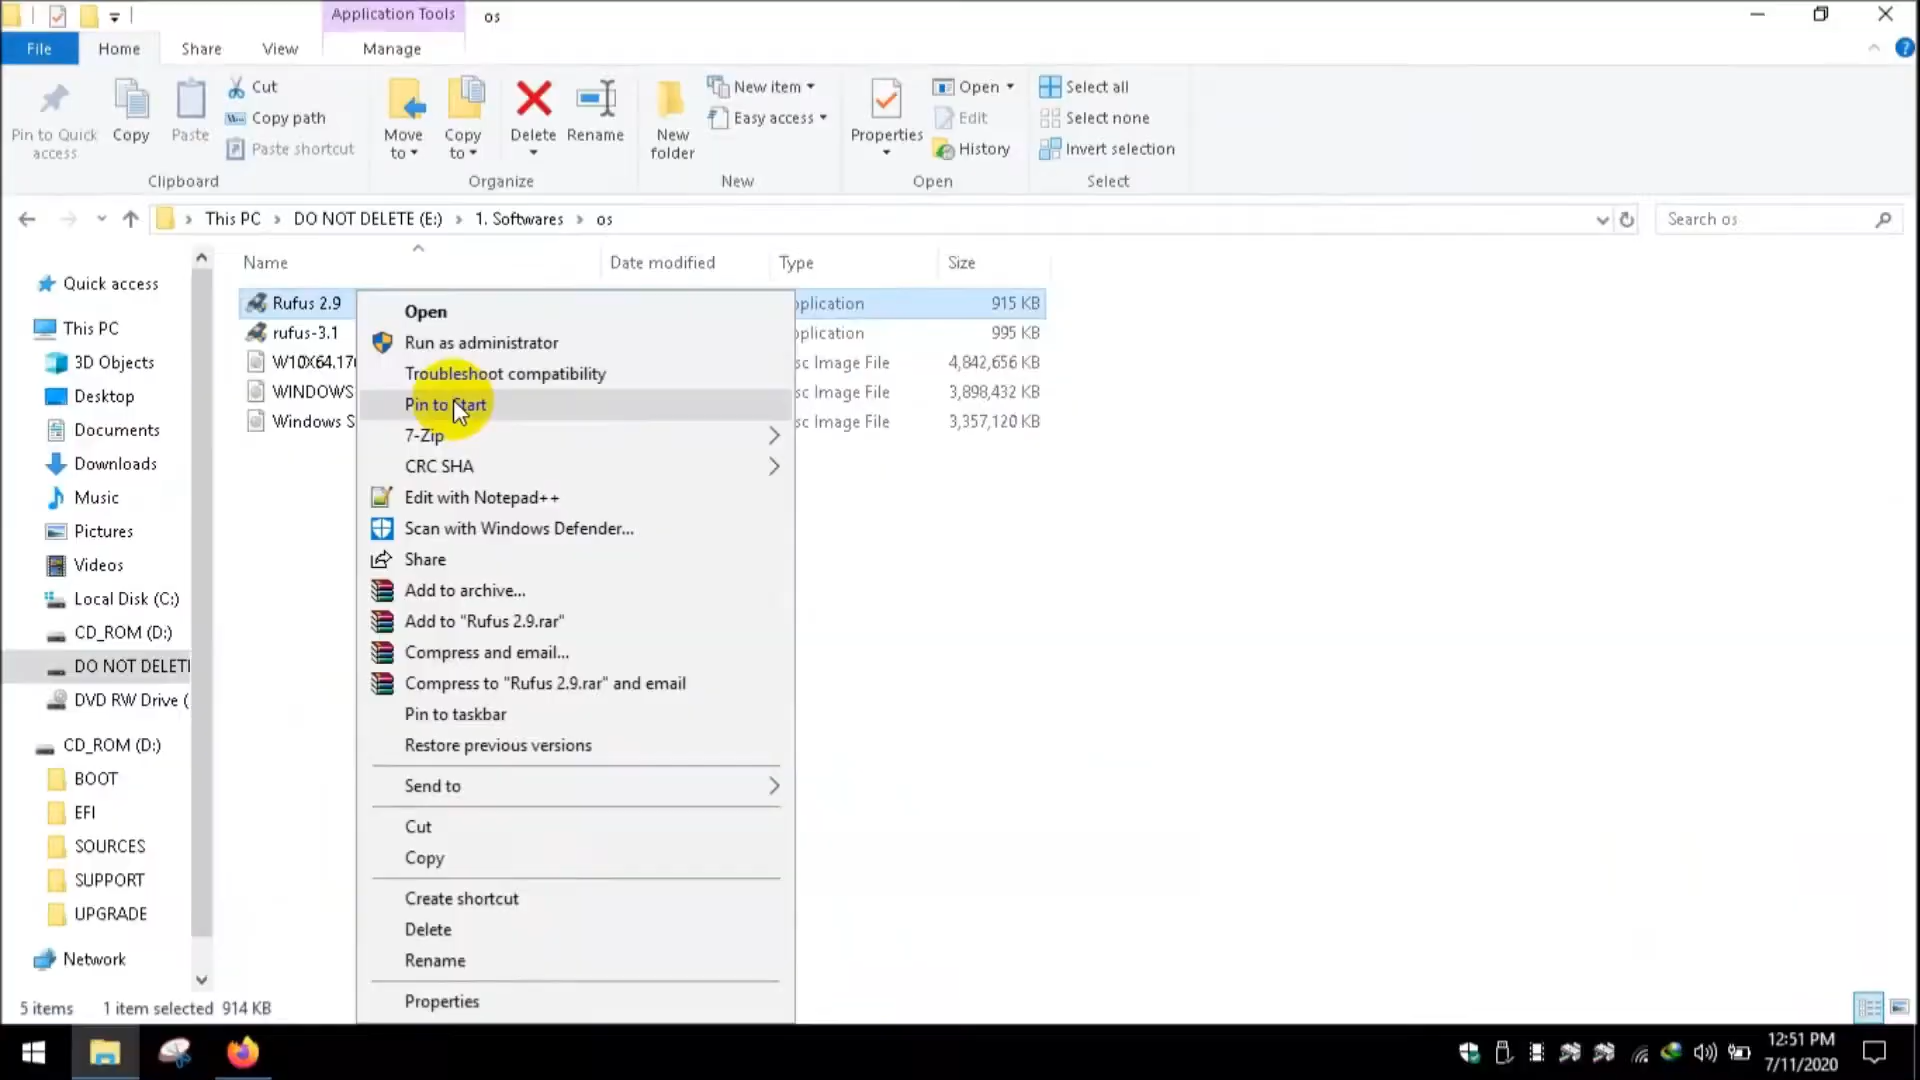 Application Tools
os
File
Home
Share
View
Manage
Pin to Quick access
Copy
Paste
Cut
Copy path
Paste shortcut
Clipboard
Move to
Copy to
Delete
Rename
Organize
New folder
New item
Easy access
New
Properties
Open
Edit
History
Open
Select all
Select none
Invert selection
Select
This PC > DO NOT DELETE (E:) > 1. Softwares > os
Search os
Name
Date modified
Type
Size
Quick access
This PC
3D Objects
Desktop
Documents
Downloads
Music
Pictures
Videos
Local Disk (C:)
CD_ROM (D:)
DO NOT DELETE
DVD RW Drive (
CD_ROM (D:)
BOOT
EFI
SOURCES
SUPPORT
UPGRADE
Network
Rufus 2.9
pplication
915 KB
rufus-3.1
pplication
995 KB
W10X64.17
sc Image File
4,842,656 KB
WINDOWS
sc Image File
3,898,432 KB
Windows S
sc Image File
3,357,120 KB
Open
Run as administrator
Troubleshoot compatibility
Pin to Start
7-Zip
CRC SHA
Edit with Notepad++
Scan with Windows Defender...
Share
Add to archive...
Add to "Rufus 2.9.rar"
Compress and email...
Compress to "Rufus 2.9.rar" and email
Pin to taskbar
Restore previous versions
Send to
Cut
Copy
Create shortcut
Delete
Rename
Properties
5 items
1 item selected 914 KB
12:51 PM
7/11/2020